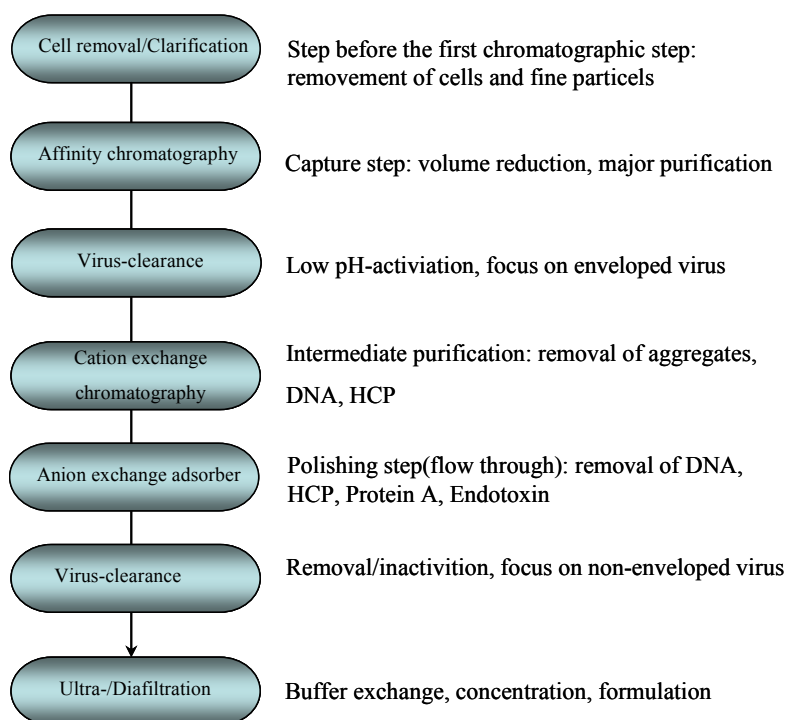 Cell removal/Clarification
Step before the first chromatographic step:
removement of cells and fine particels
Affinity chromatography
Capture step: volume reduction, major purification
Virus-clearance
Low pH-activiation, focus on enveloped virus
Cation exchange
chromatography
Intermediate purification: removal of aggregates,
DNA, HCP
Anion exchange adsorber
Polishing step(flow through): removal of DNA,
HCP, Protein A, Endotoxin
Virus-clearance
Removal/inactivition, focus on non-enveloped virus
Ultra-/Diafiltration
Buffer exchange, concentration, formulation